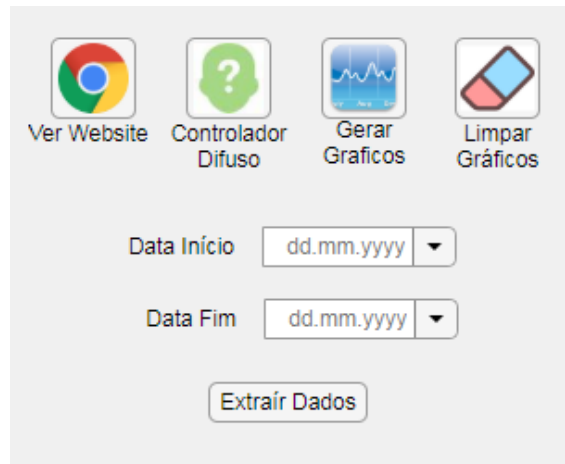 Ver Website
Controlador
Difuso
Gerar
Graficos
Limpar
Gráficos
Data Início
dd.mm.yyyy
Data Fim
dd.mm.yyyy
Extraír Dados